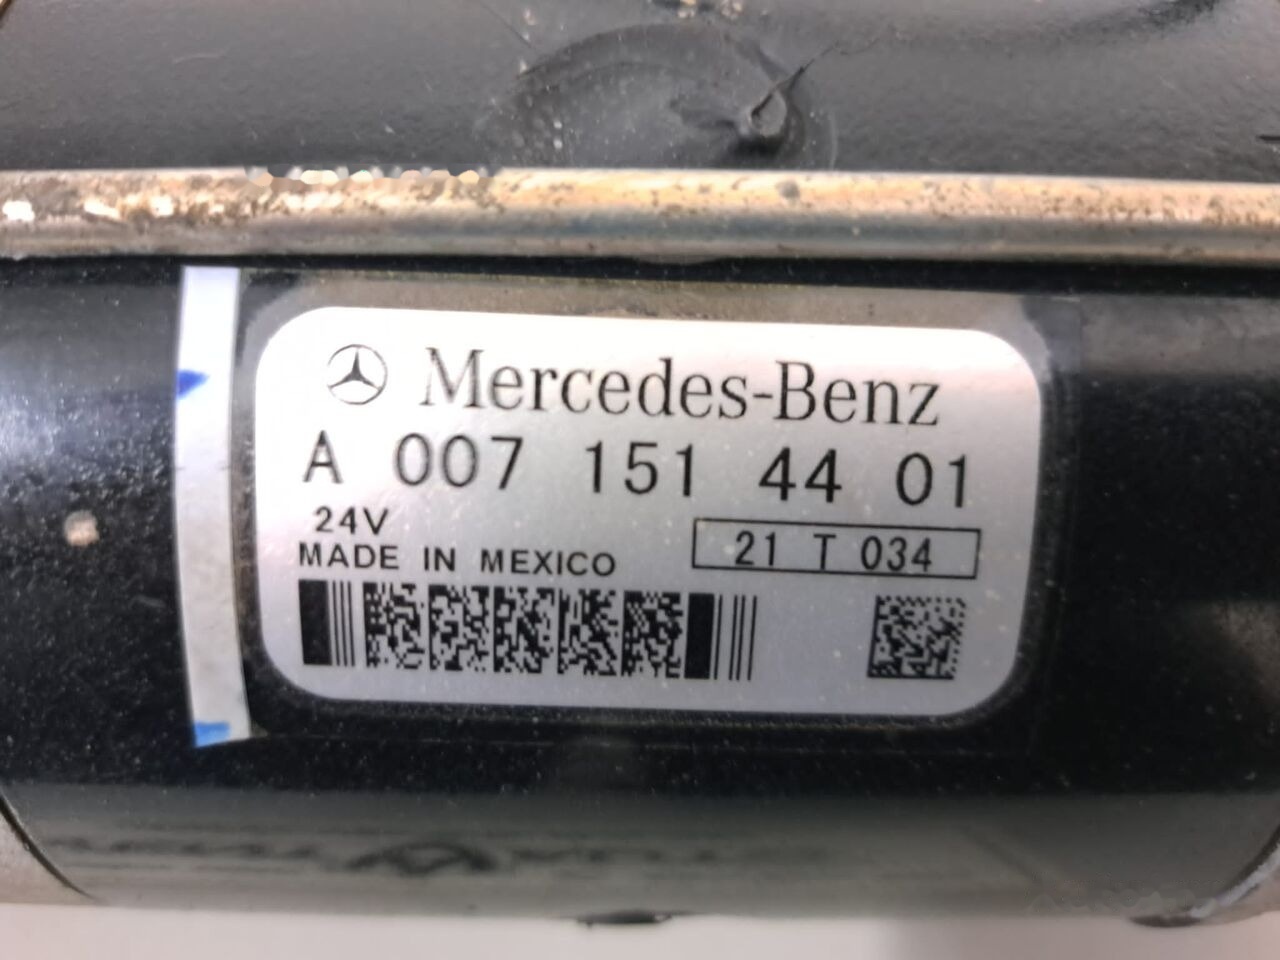 Mercedes-Benz
A 007 151 44 01
24V
MADE IN MEXICO
21 T 034